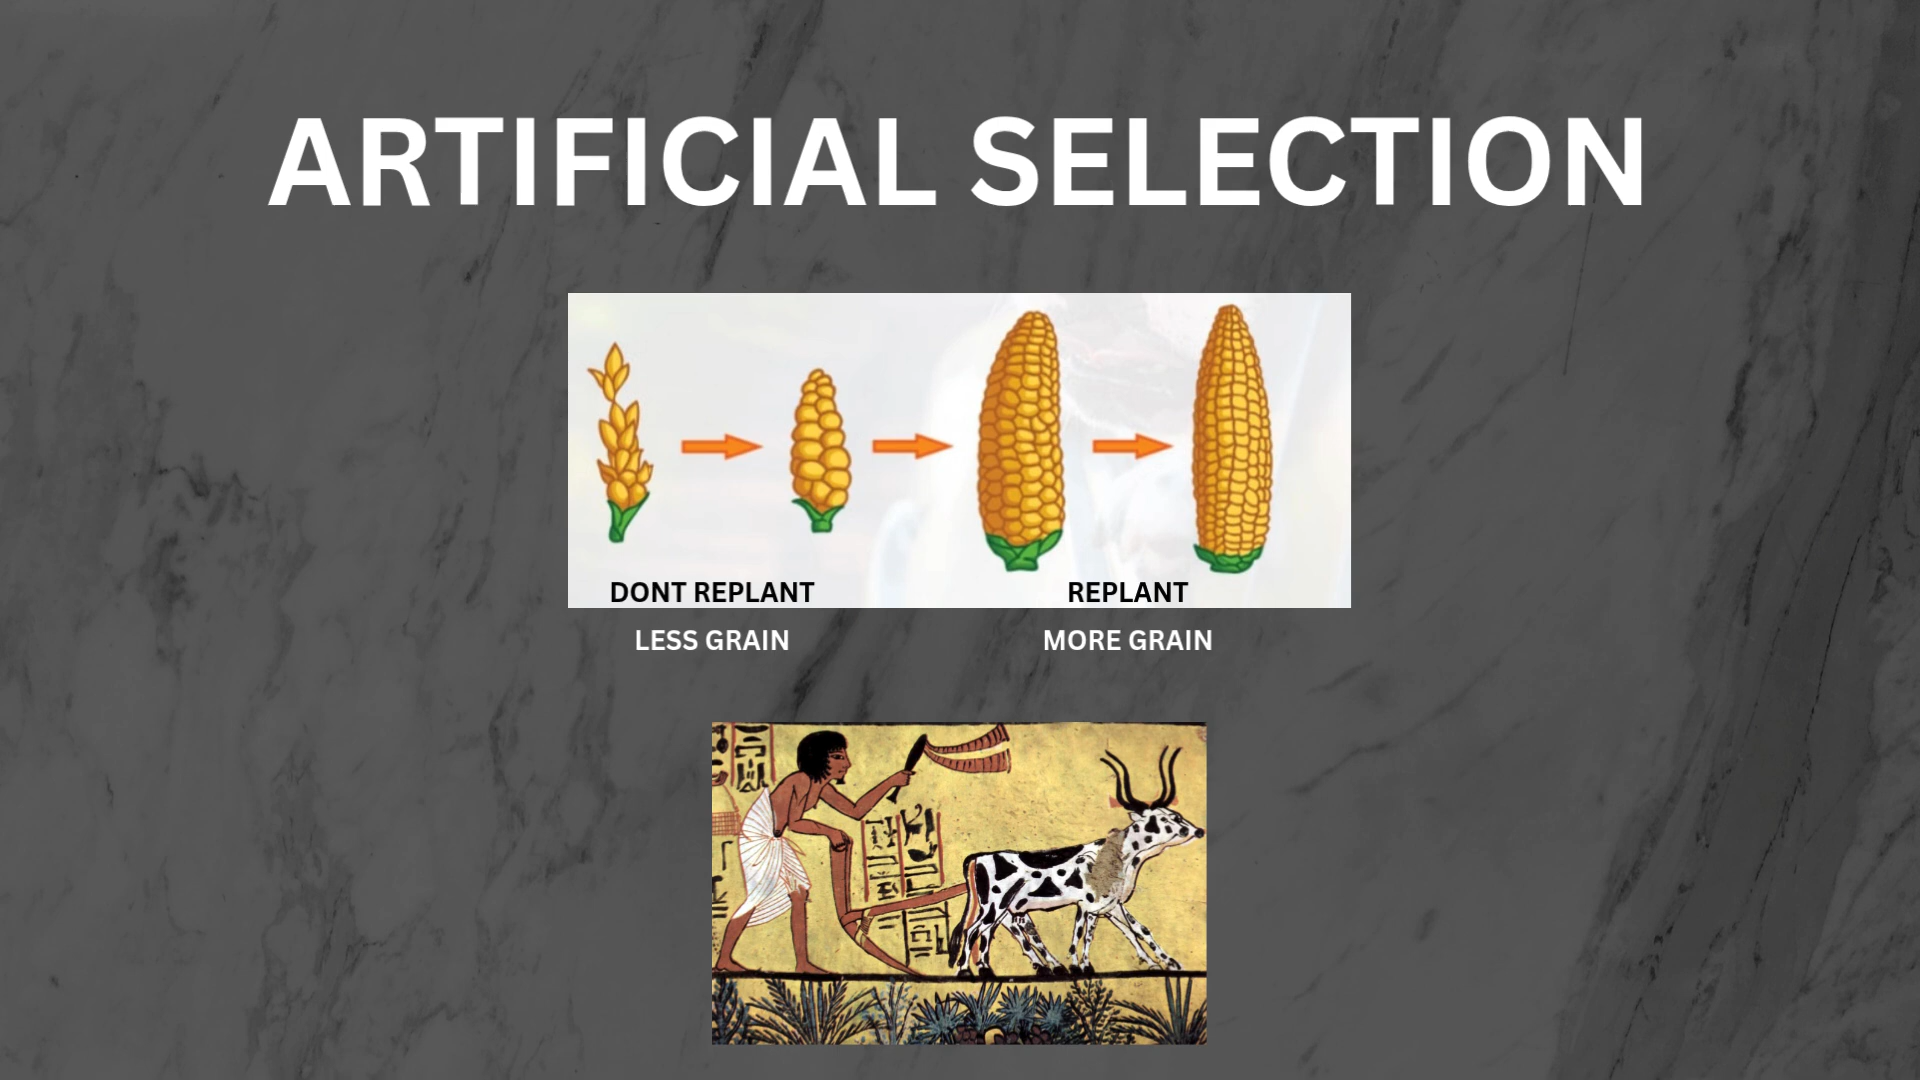 ARTIFICIAL SELECTION
DONT REPLANT
REPLANT
LESS GRAIN
MORE GRAIN